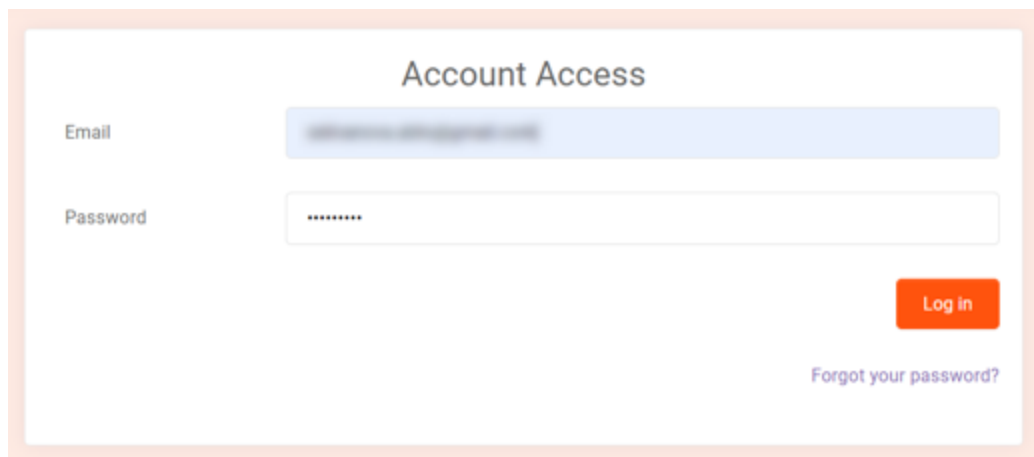 Account Access
Email
Password
•••••••••
Log in
Forgot your password?